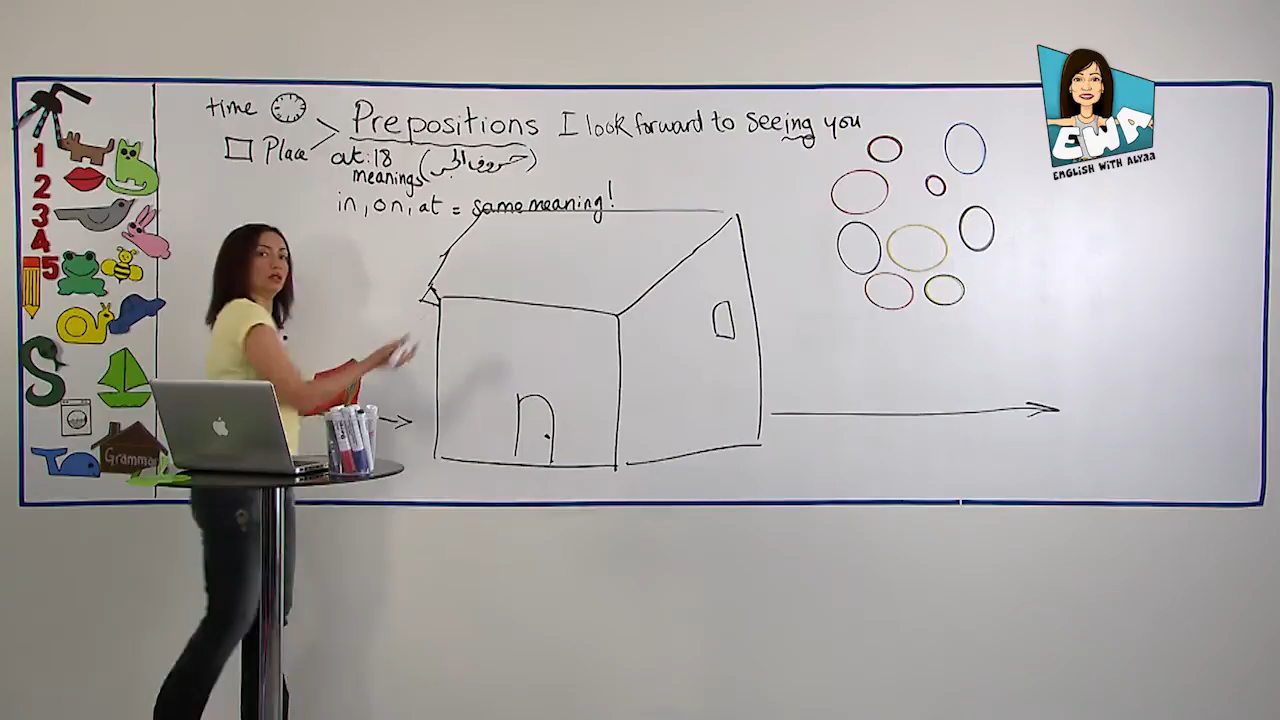 time
Prepositions I look forward to seeing you
Place
at: 18
meanings
(حروف الجر)
in, on, at = same meaning!
1
2
3
4
5
Grammar
EWA
ENGLISH WITH ALYAA